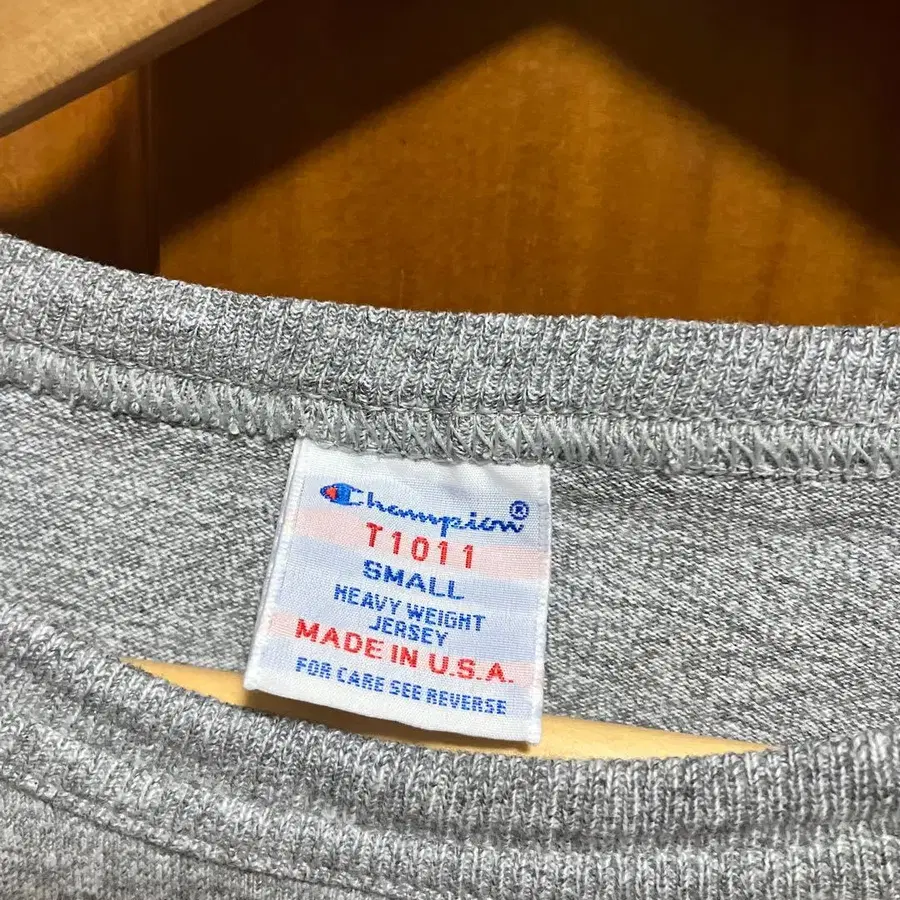 Champion®
T1011
SMALL
HEAVY WEIGHT
JERSEY
MADE IN U.S.A.
FOR CARE SEE REVERSE